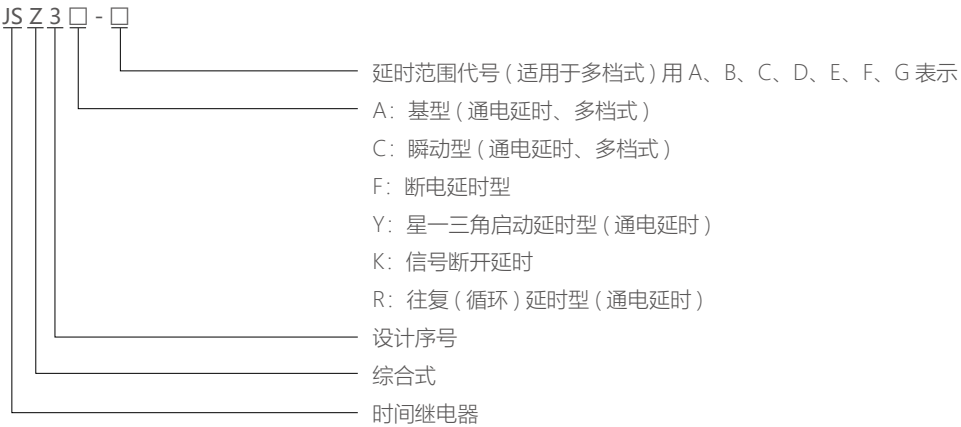 JS Z 3 □ - □
延时范围代号 ( 适用于多档式 ) 用 A、B、C、D、E、F、G 表示
A：基型 ( 通电延时、多档式 )
C：瞬动型 ( 通电延时、多档式 )
F：断电延时型
Y：星一三角启动延时型 ( 通电延时 )
K：信号断开延时
R：往复 ( 循环 ) 延时型 ( 通电延时 )
设计序号
综合式
时间继电器